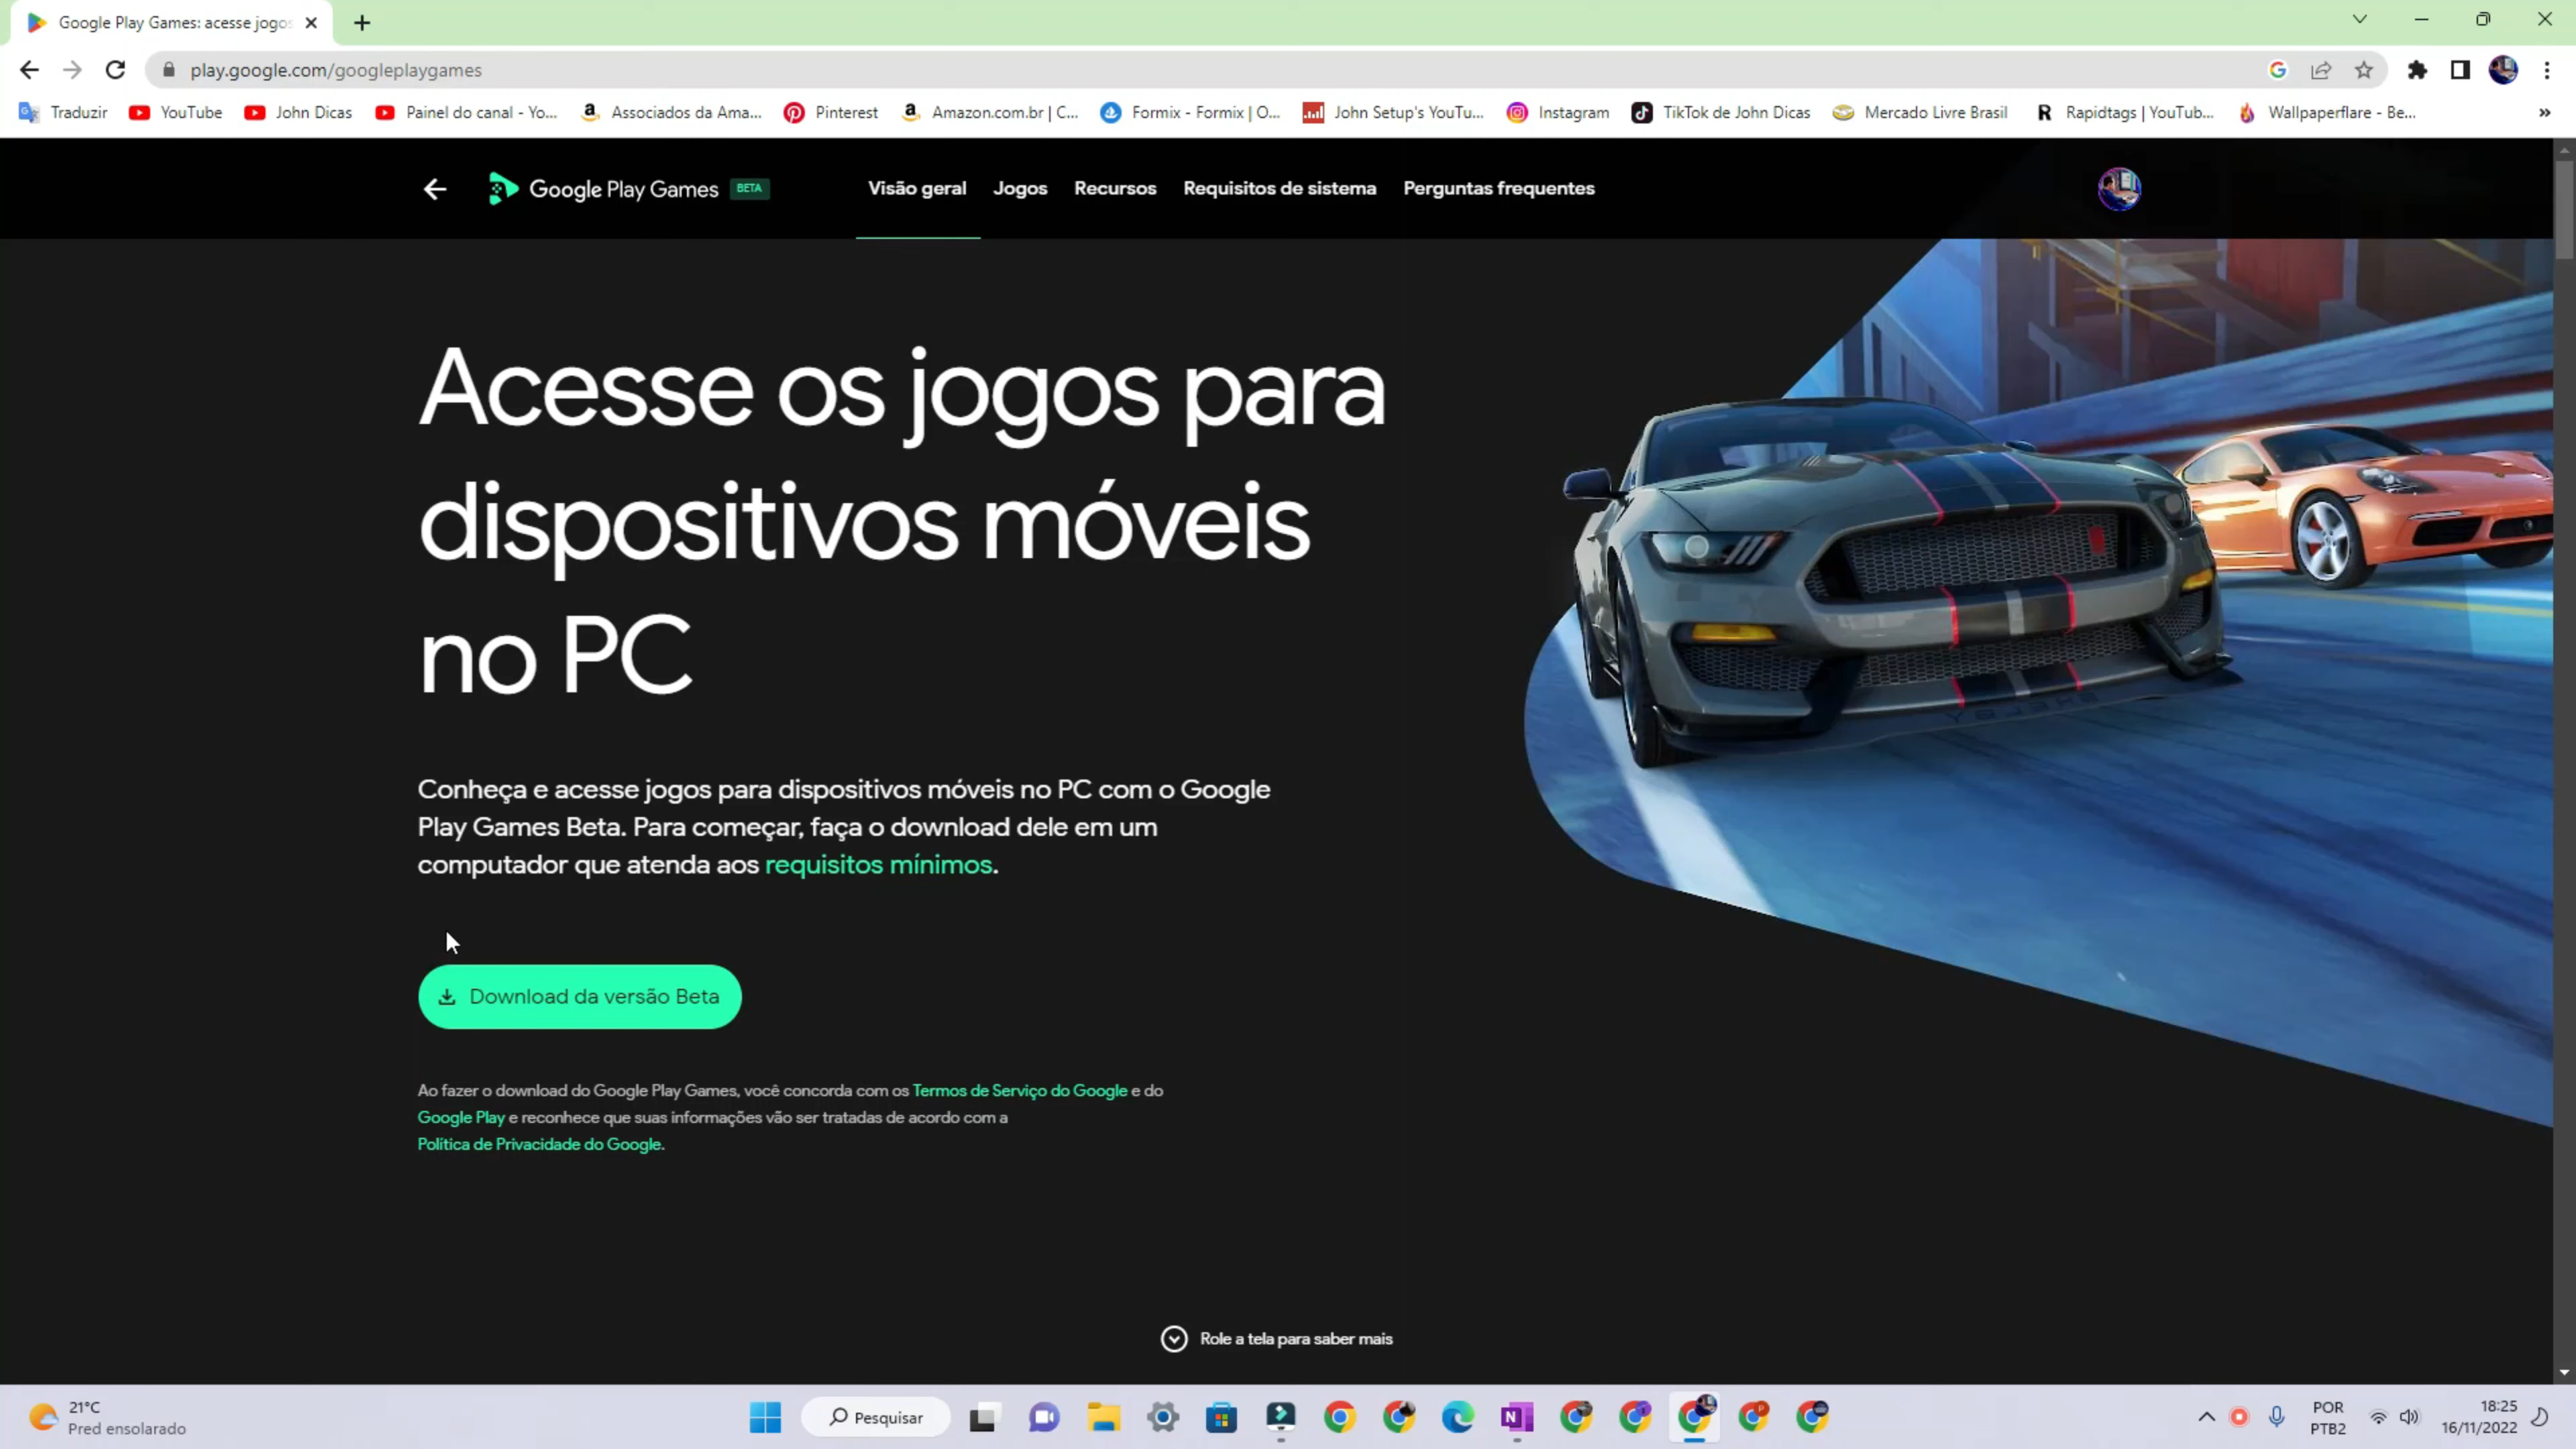 Google Play Games: acesse jogos
play.google.com/googleplaygames
Traduzir YouTube John Dicas Painel do canal - Yo... Associados da Ama... Pinterest Amazon.com.br | C... Formix - Formix | O... John Setup's YouTu... Instagram TikTok de John Dicas Mercado Livre Brasil Rapidtags | YouTub... Wallpaperflare - Be... »
Google Play Games BETA Visão geral Jogos Recursos Requisitos de sistema Perguntas frequentes
Acesse os jogos para
dispositivos móveis
no PC
Conheça e acesse jogos para dispositivos móveis no PC com o Google
Play Games Beta. Para começar, faça o download dele em um
computador que atenda aos requisitos mínimos.
Download da versão Beta
Ao fazer o download do Google Play Games, você concorda com os Termos de Serviço do Google e do
Google Play e reconhece que suas informações vão ser tratadas de acordo com a
Política de Privacidade do Google.
Role a tela para saber mais
21°C
Pred ensolarado
Pesquisar
POR
PTB2
18:25
16/11/2022